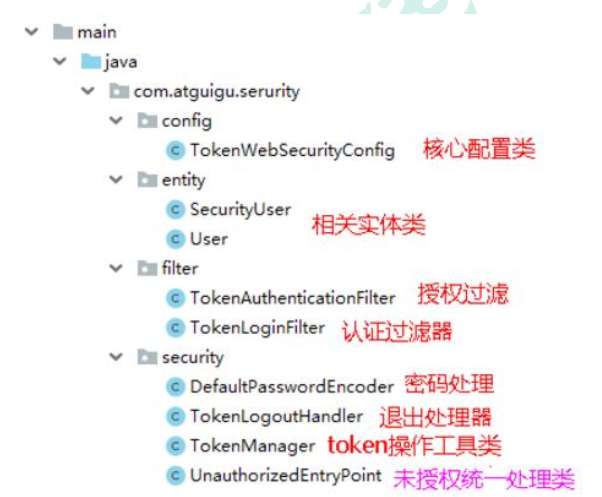 main
java
com.atguigu.serurity
config
TokenWebSecurityConfig 核心配置类
entity
SecurityUser
相关实体类
User
filter
TokenAuthenticationFilter 授权过滤
TokenLoginFilter 认证过滤器
security
DefaultPasswordEncoder 密码处理
TokenLogoutHandler 退出处理器
TokenManager token操作工具类
UnauthorizedEntryPoint 未授权统一处理类